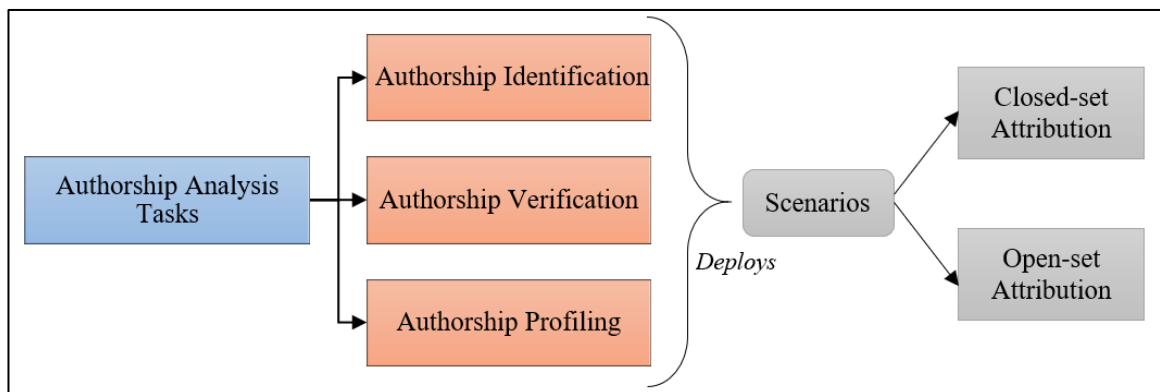 Authorship Analysis
Tasks
Authorship Identification
Authorship Verification
Authorship Profiling
Deploys
Scenarios
Closed-set
Attribution
Open-set
Attribution